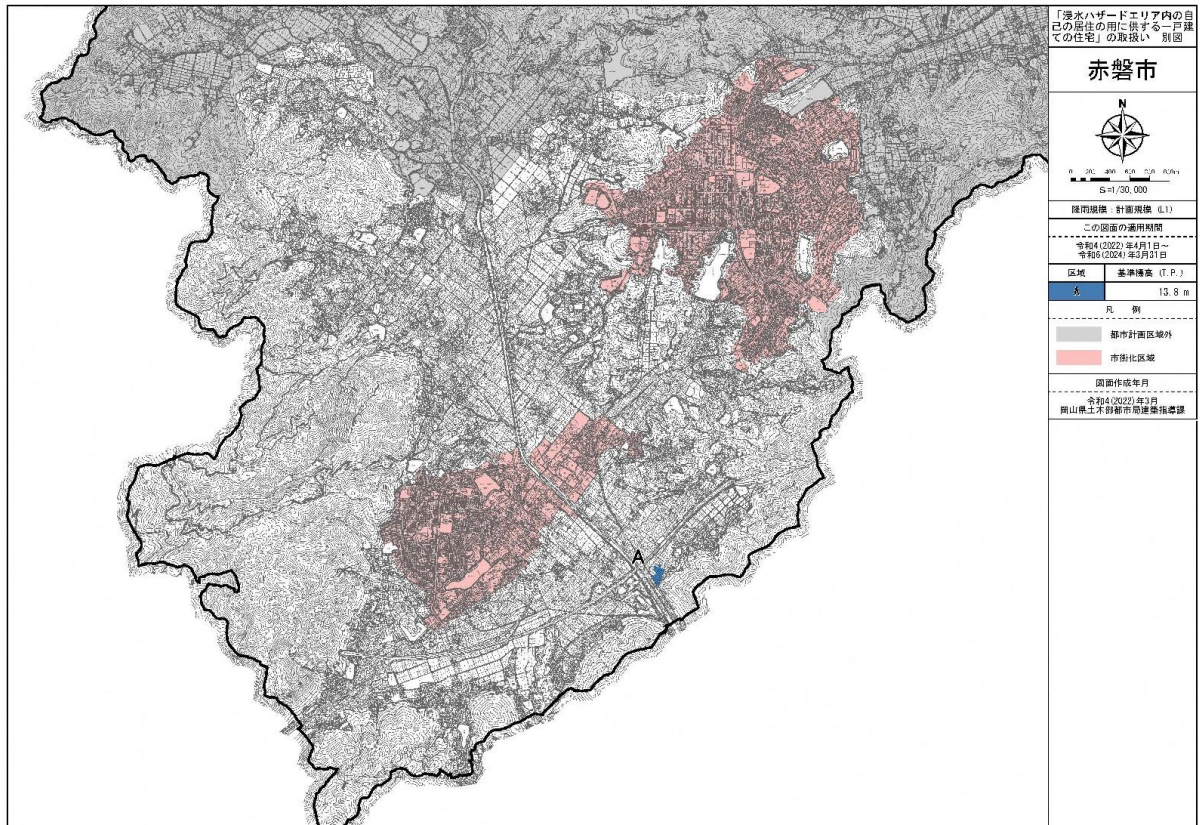 「浸水ハザードエリア内の自
己の居住の用に供する一戸建
ての住宅」の取扱い 別図
赤磐市
N
0 200 400 600 800m
S=1/30,000
降雨規模:計画規模 (L1)
この図面の適用期間
令和4(2022)年4月1日~
令和6(2024)年3月31日
区域 基準標高 (T.P.)
A 13.8 m
凡 例
都市計画区域外
市街化区域
図面作成年月
令和4(2022)年3月
岡山県土木部都市局建築指導課
A